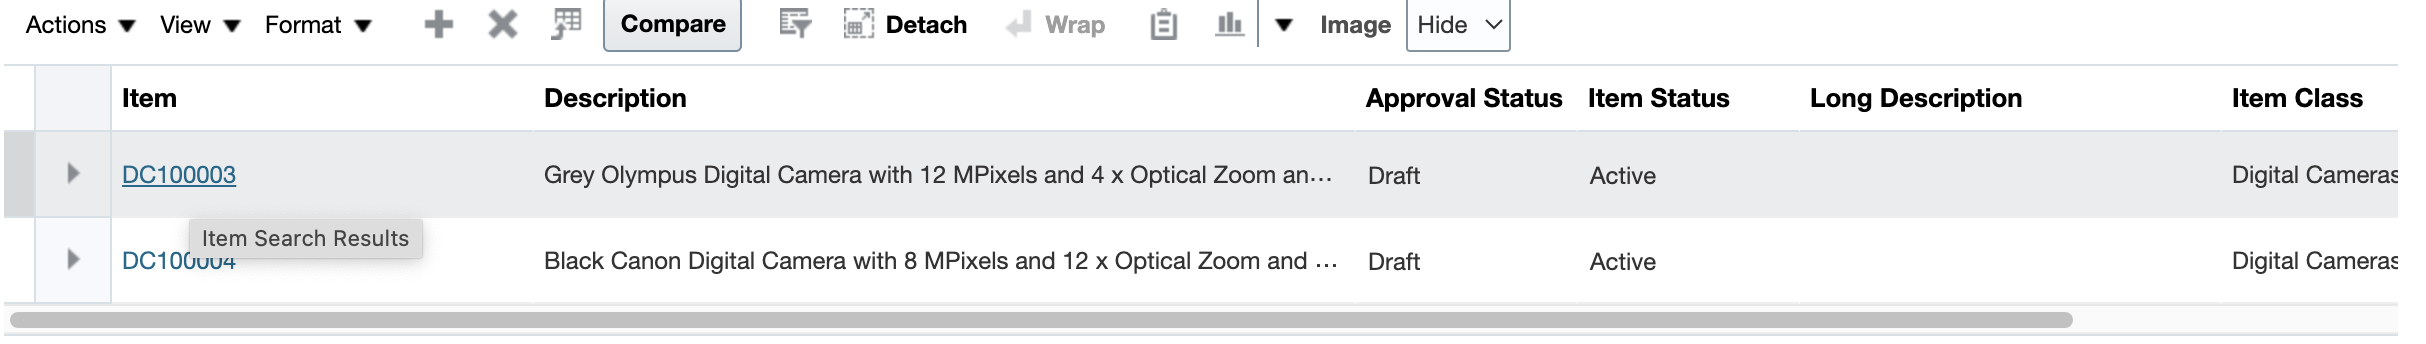 Actions View Format Compare Detach Wrap Image Hide
Item Description Approval Status Item Status Long Description Item Class
DC100003 Grey Olympus Digital Camera with 12 MPixels and 4 x Optical Zoom an... Draft Active Digital Cameras
Item Search Results
DC100004 Black Canon Digital Camera with 8 MPixels and 12 x Optical Zoom and ... Draft Active Digital Cameras